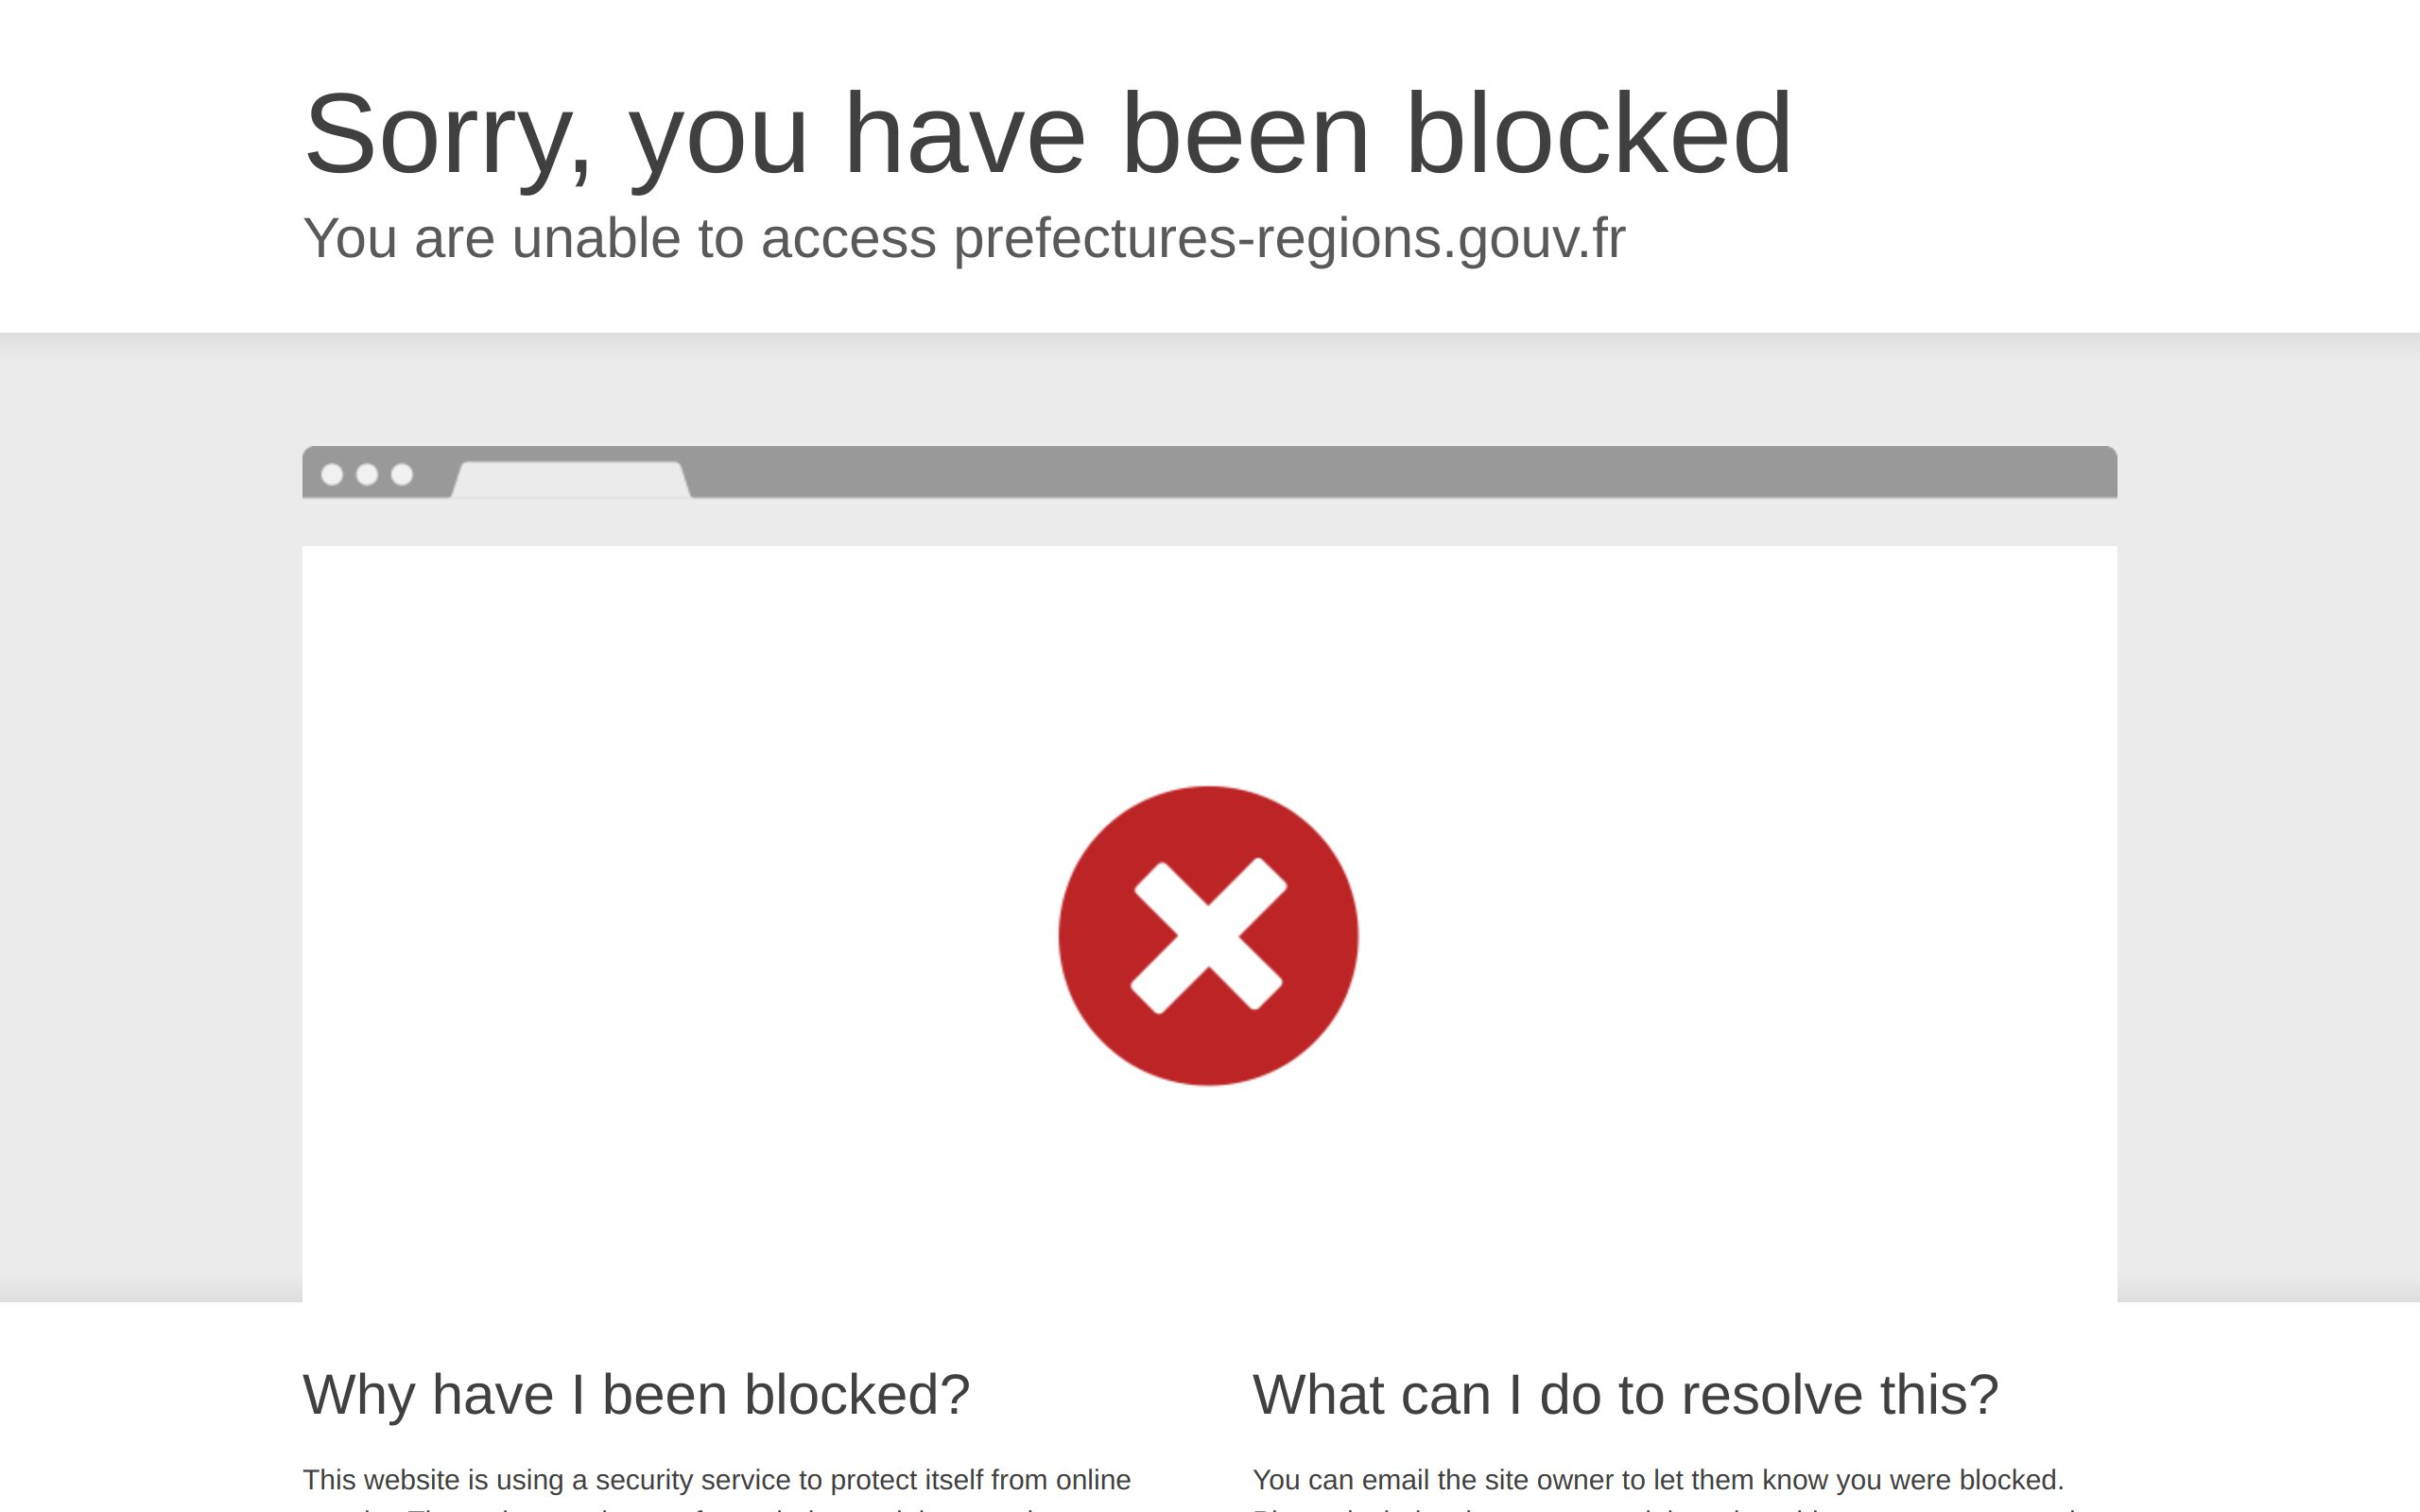 Sorry, you have been blocked
You are unable to access prefectures-regions.gouv.fr
Why have I been blocked?
This website is using a security service to protect itself from online
What can I do to resolve this?
You can email the site owner to let them know you were blocked.